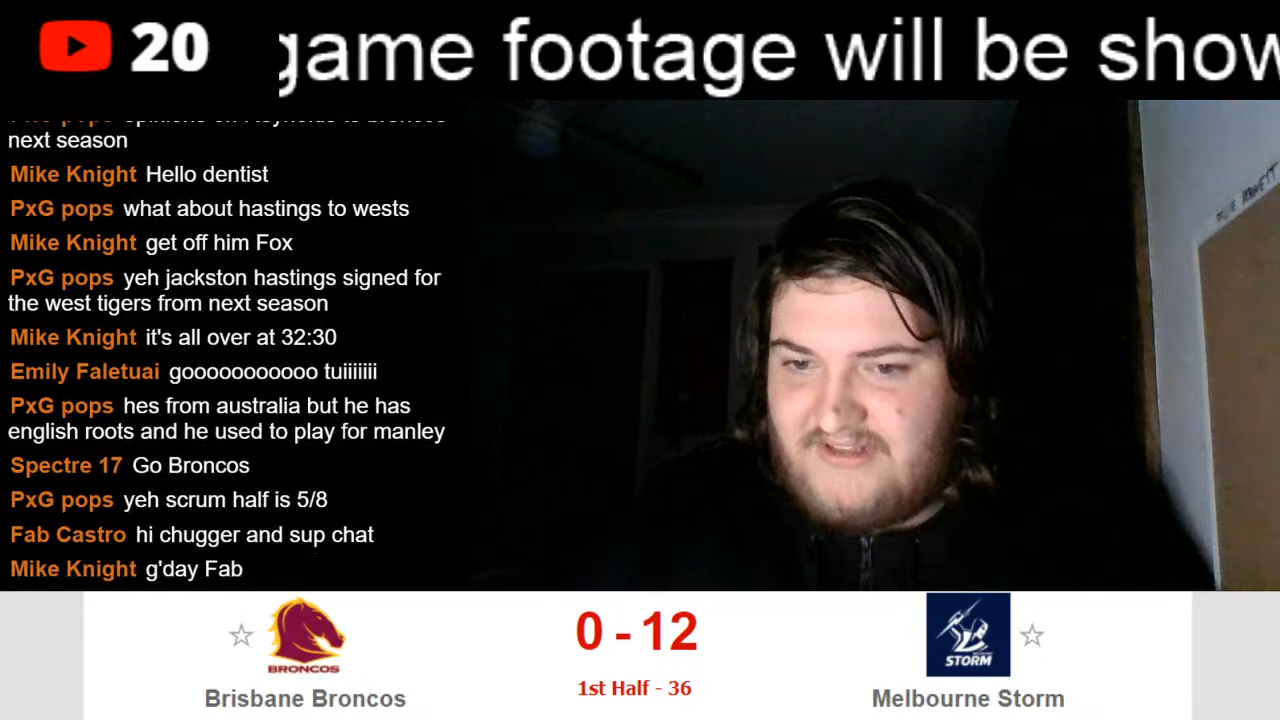 20
game footage will be show
next season
Mike Knight Hello dentist
PxG pops what about hastings to wests
Mike Knight get off him Fox
PxG pops yeh jackston hastings signed for
the west tigers from next season
Mike Knight it's all over at 32:30
Emily Faletuai gooooooooooo tuiiiiiii
PxG pops hes from australia but he has
english roots and he used to play for manley
Spectre 17 Go Broncos
PxG pops yeh scrum half is 5/8
Fab Castro hi chugger and sup chat
Mike Knight g'day Fab
BRONCOS
0 - 12
STORM
Brisbane Broncos
1st Half - 36
Melbourne Storm